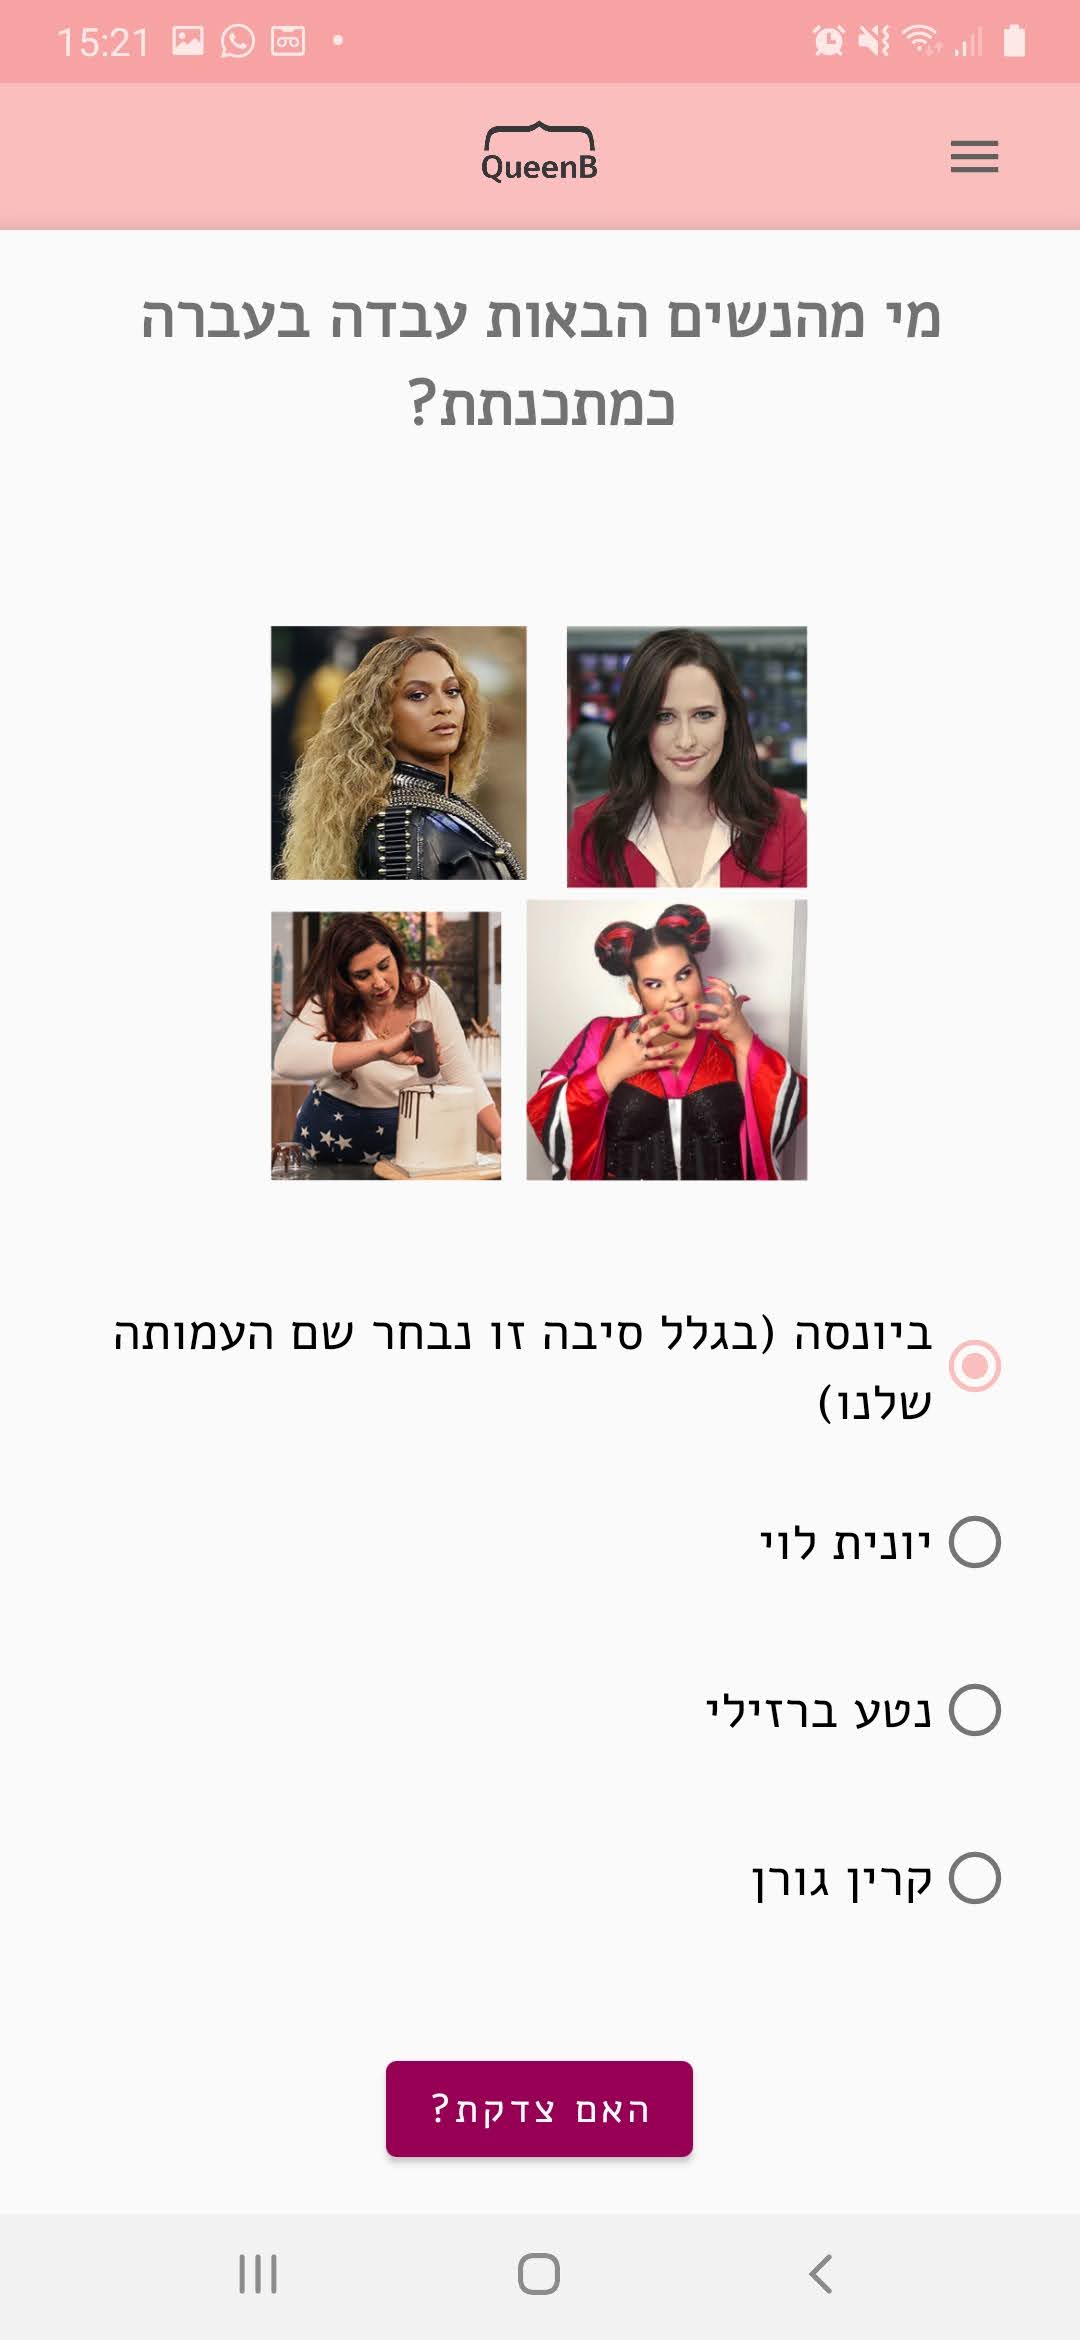 15:21
QueenB
מי מהנשים הבאות עבדה בעברה
כמתכנתת?
ביונסה (בגלל סיבה זו נבחר שם העמותה
שלנו)
יונית לוי
נטע ברזילי
קרין גורן
האם צדקת?